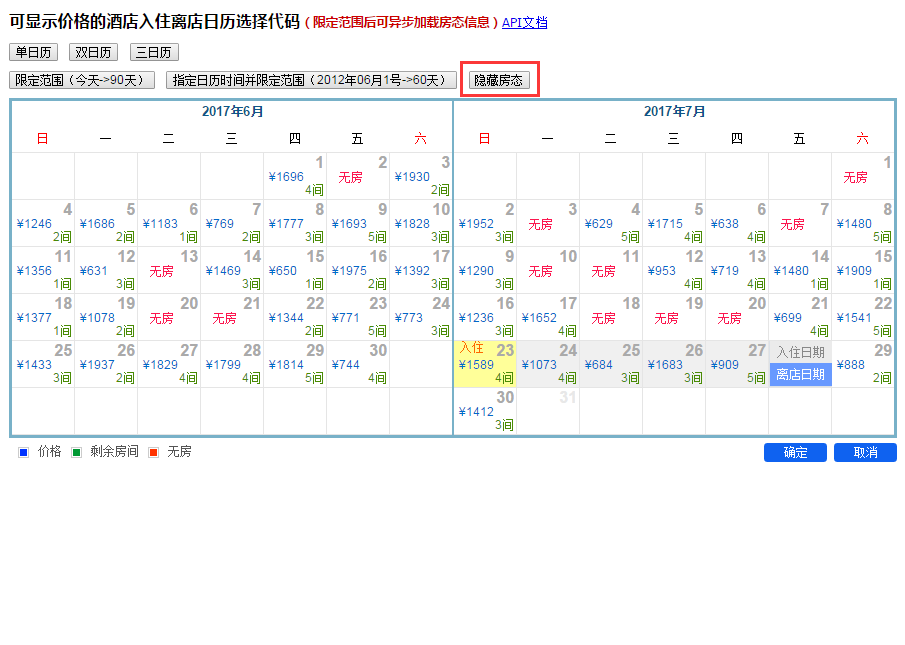 可显示价格的酒店入住离店日历选择代码（限定范围后可异步加载房态信息）API文档
单日历 双日历 三日历
限定范围（今天->90天） 指定日历时间并限定范围（2012年06月1号->60天） 隐藏房态
2017年6月
日 一 二 三 四 五 六
1 2 3
¥1696 无房 ¥1930
4间 2间
4 5 6 7 8 9 10
¥1246 ¥1686 ¥1183 ¥769 ¥1777 ¥1693 ¥1828
2间 2间 1间 2间 3间 5间 3间
11 12 13 14 15 16 17
¥1356 ¥631 无房 ¥1469 ¥650 ¥1975 ¥1392
1间 3间 3间 1间 2间 3间
18 19 20 21 22 23 24
¥1377 ¥1078 无房 无房 ¥1344 ¥771 ¥773
1间 2间 2间 5间 3间
25 26 27 28 29 30
¥1433 ¥1937 ¥1829 ¥1799 ¥1814 ¥744
3间 2间 4间 4间 5间 4间
2017年7月
日 一 二 三 四 五 六
1
无房
2 3 4 5 6 7 8
¥1952 无房 ¥629 ¥1715 ¥638 无房 ¥1480
3间 5间 4间 4间 5间
9 10 11 12 13 14 15
¥1290 无房 无房 ¥953 ¥719 ¥1480 ¥1909
3间 4间 4间 1间 1间
16 17 18 19 20 21 22
¥1236 ¥1652 无房 无房 无房 ¥699 ¥1541
3间 4间 4间 5间
入住 23 24 25 26 27 入住日期 29
¥1589 ¥1073 ¥684 ¥1683 ¥909 离店日期 ¥888
4间 4间 3间 3间 5间 2间
30 31
¥1412
3间
价格 剩余房间 无房 确定 取消